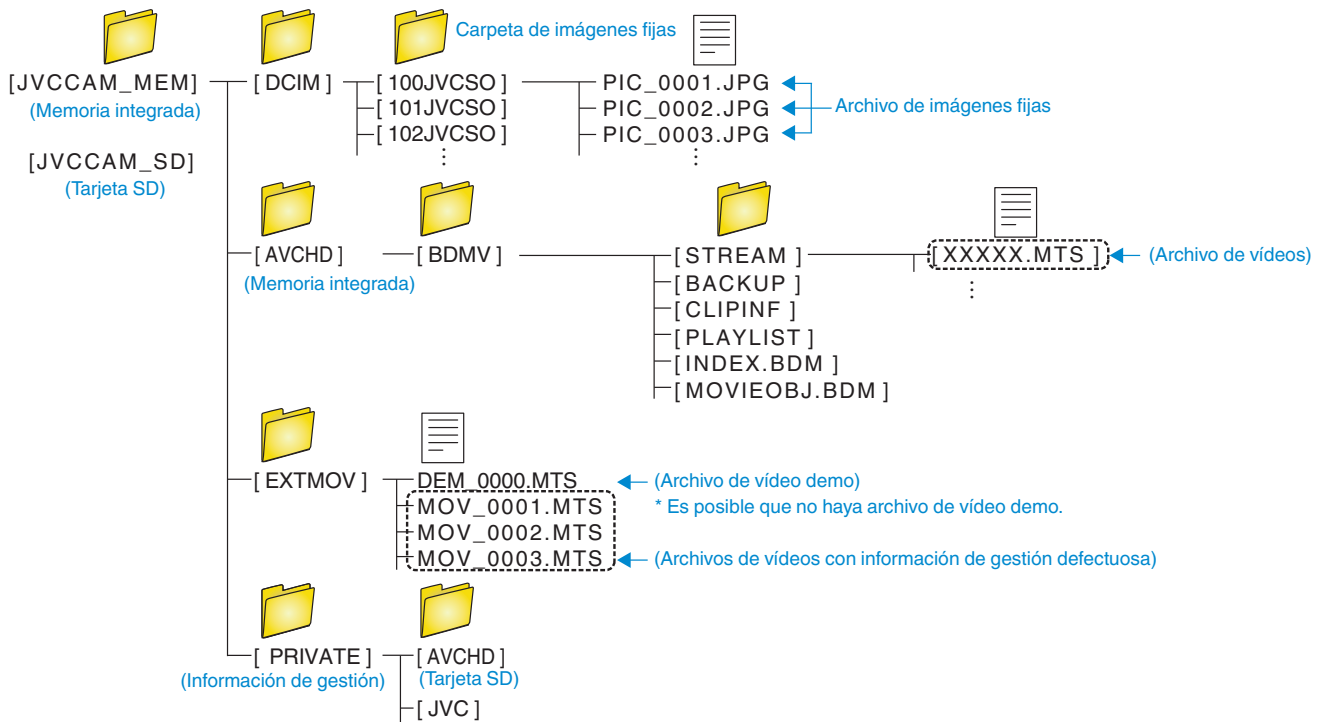 Carpeta de imágenes fijas
[JVCCAM_MEM]
(Memoria integrada)
[JVCCAM_SD]
(Tarjeta SD)
[DCIM]
[100JVCSO]
[101JVCSO]
[102JVCSO]
PIC_0001.JPG
PIC_0002.JPG
PIC_0003.JPG
Archivo de imágenes fijas
[AVCHD]
(Memoria integrada)
[BDMV]
[STREAM]
[BACKUP]
[CLIPINF]
[PLAYLIST]
[INDEX.BDM]
[MOVIEOBJ.BDM]
[XXXXX.MTS]
(Archivo de vídeos)
[EXTMOV]
DEM_0000.MTS
(Archivo de vídeo demo)
* Es posible que no haya archivo de vídeo demo.
MOV_0001.MTS
MOV_0002.MTS
MOV_0003.MTS
(Archivos de vídeos con información de gestión defectuosa)
[PRIVATE]
(Información de gestión)
[AVCHD]
(Tarjeta SD)
[JVC]